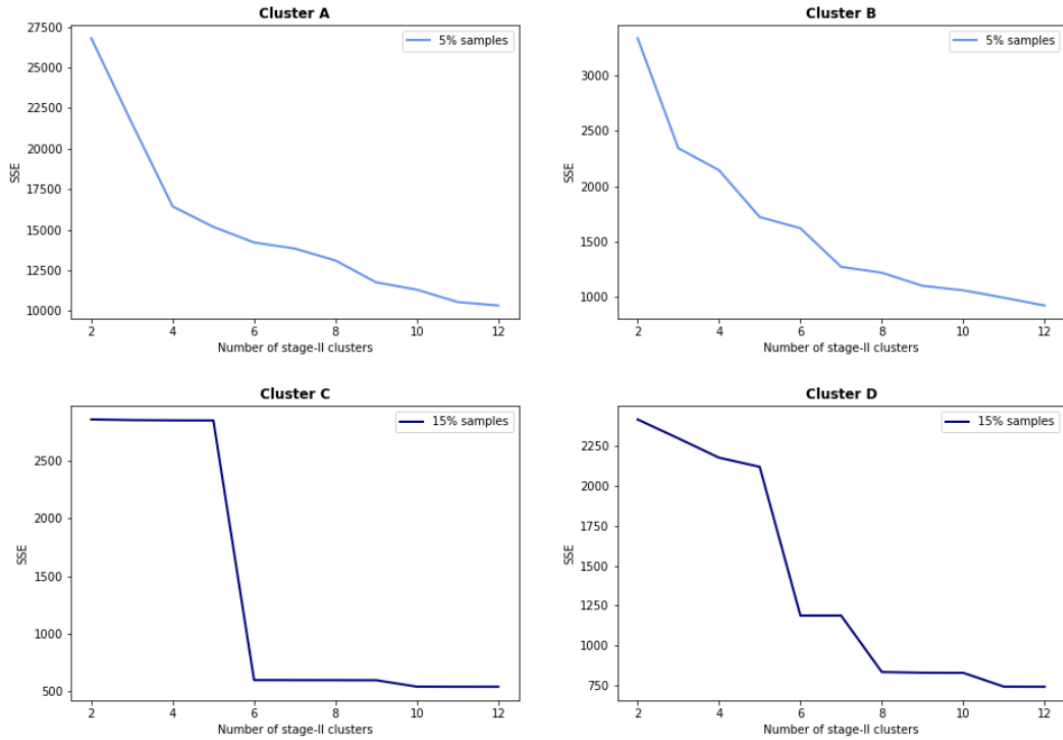 Cluster A
27500
25000
22500
20000
17500
15000
12500
10000
SSE
5% samples
2 4 6 8 10 12
Number of stage-II clusters
Cluster B
3000
2500
2000
1500
1000
SSE
5% samples
2 4 6 8 10 12
Number of stage-II clusters
Cluster C
2500
2000
1500
1000
500
SSE
15% samples
2 4 6 8 10 12
Number of stage-II clusters
Cluster D
2250
2000
1750
1500
1250
1000
750
SSE
15% samples
2 4 6 8 10 12
Number of stage-II clusters